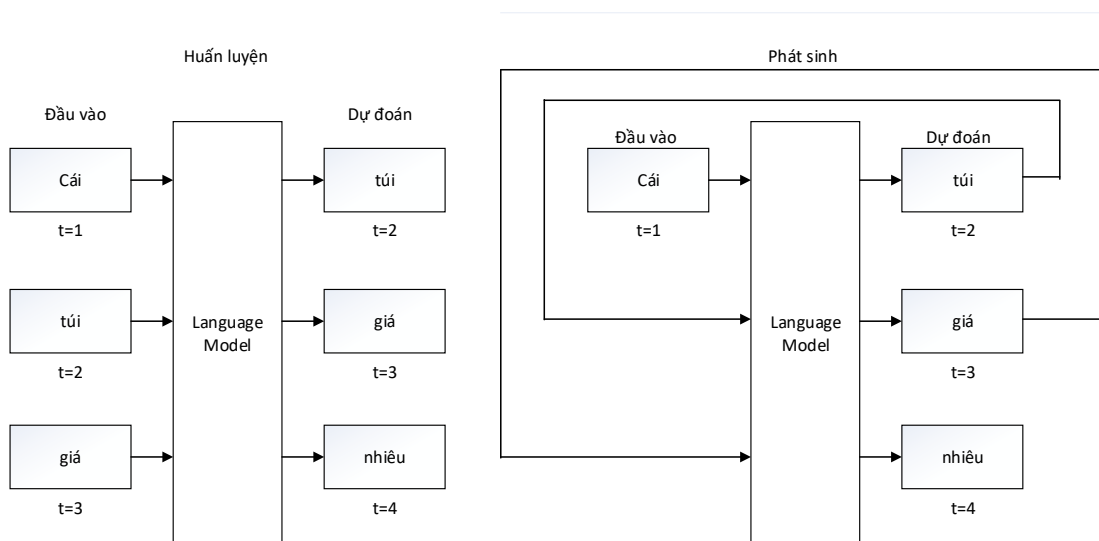 Huấn luyện
Đầu vào
Dự đoán
Cái
t=1
túi
t=2
túi
t=2
giá
t=3
giá
t=3
nhiêu
t=4
Language
Model
Phát sinh
Đầu vào
Dự đoán
Cái
t=1
túi
t=2
Language
Model
giá
t=3
nhiêu
t=4